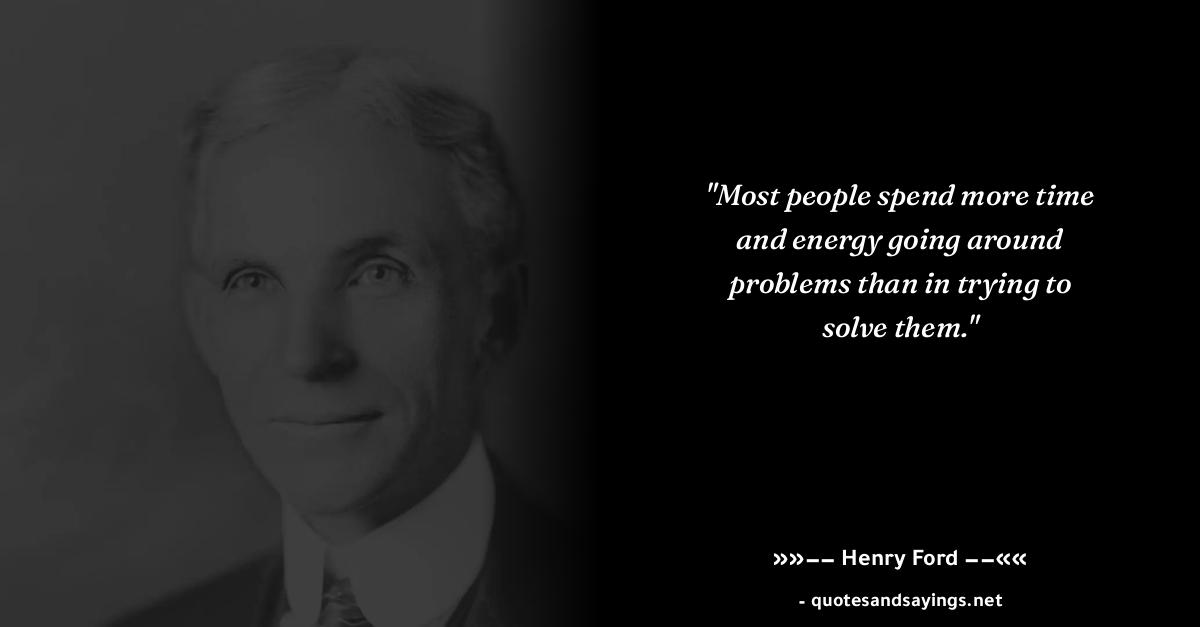 "Most people spend more time
and energy going around
problems than in trying to
solve them."
»»−− Henry Ford −−««
- quotesandsayings.net